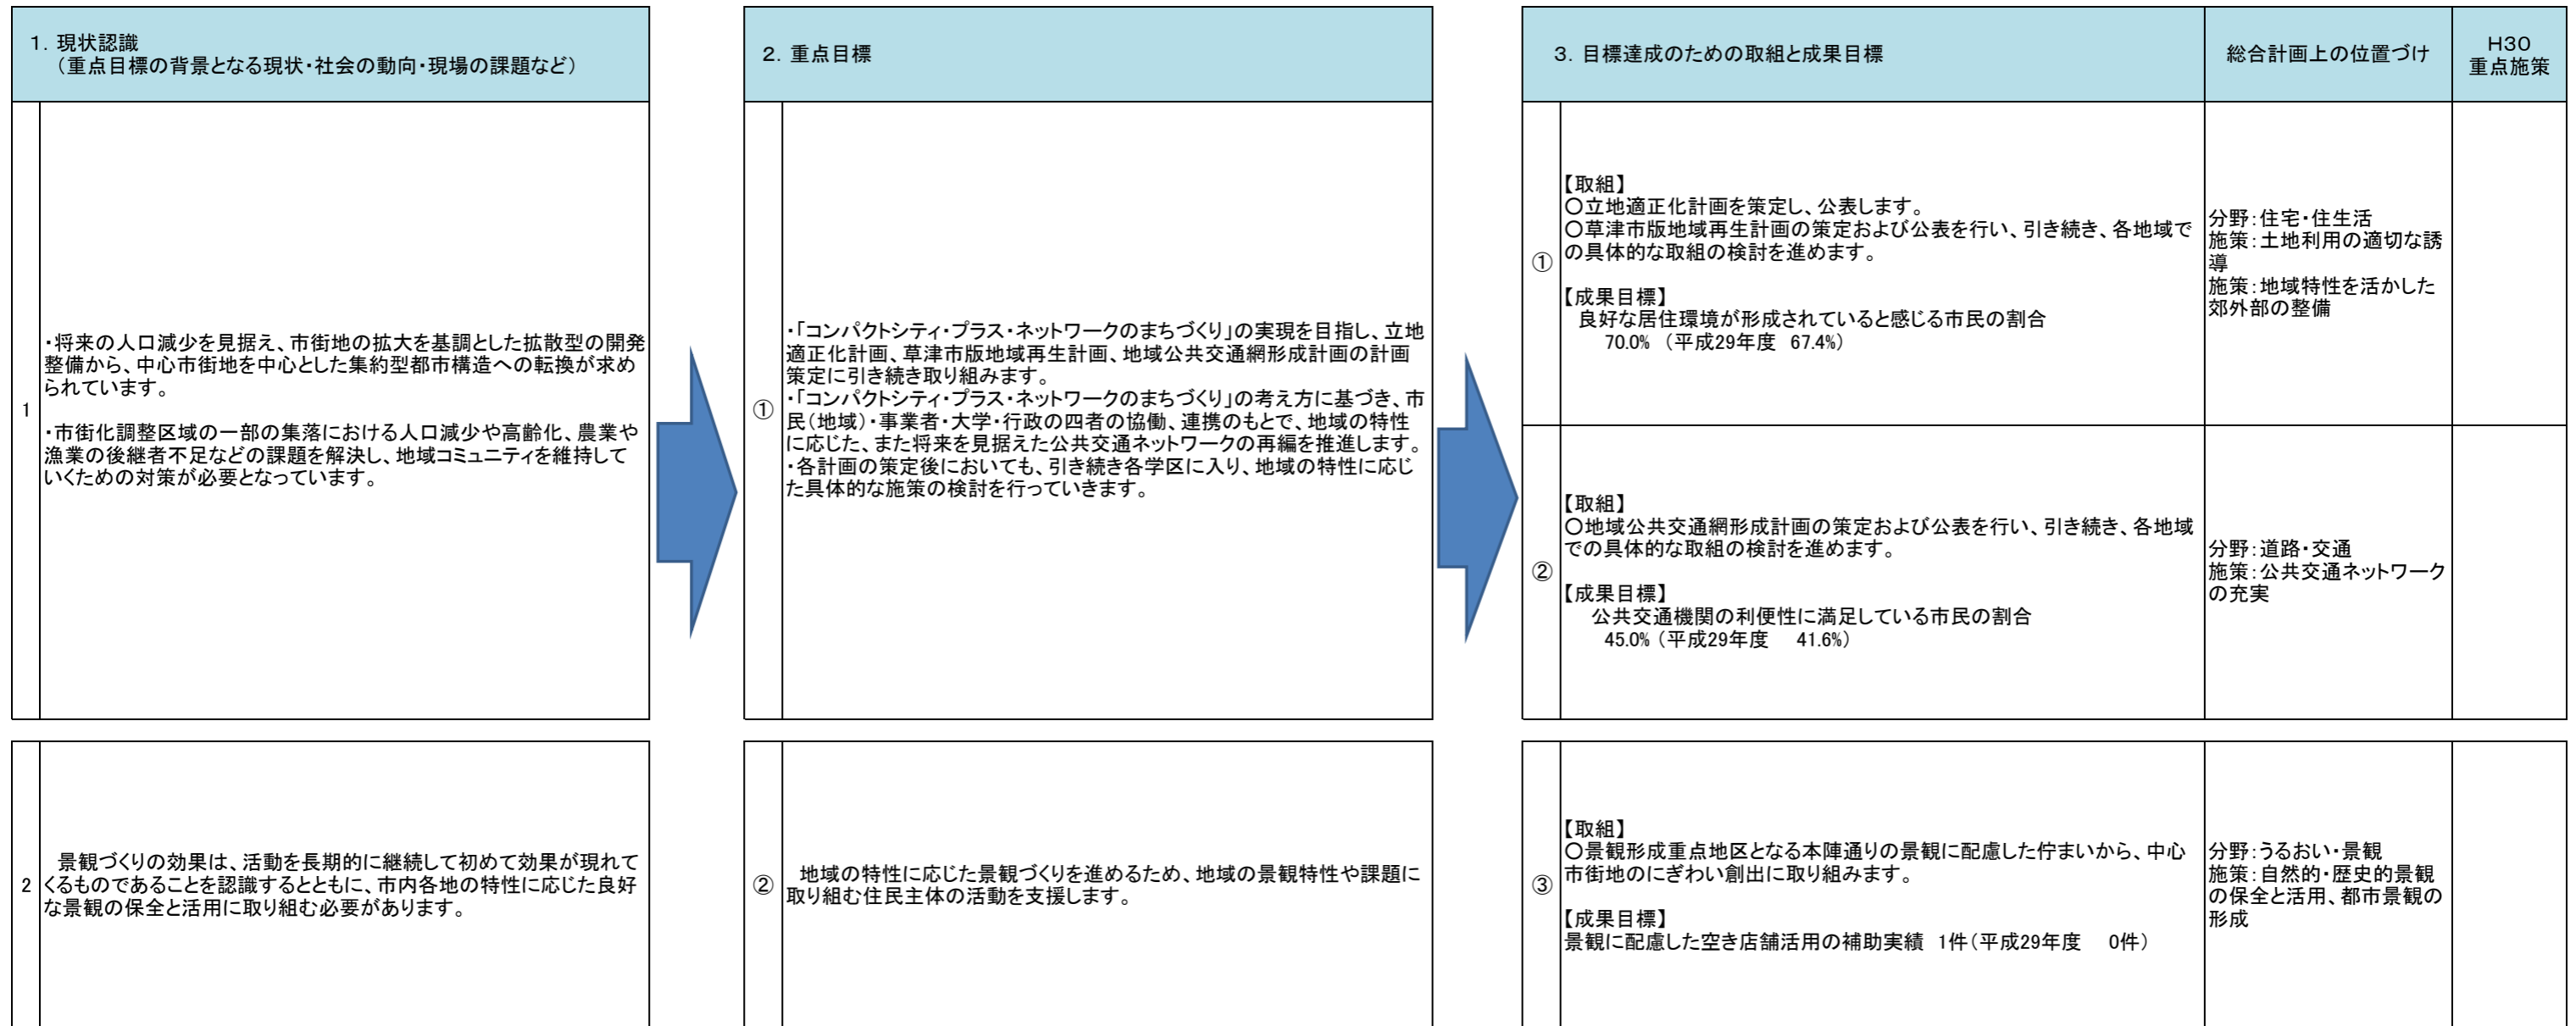 1．現状認識
（重点目標の背景となる現状・社会の動向・現場の課題など）
2．重点目標
3．目標達成のための取組と成果目標
総合計画上の位置づけ
H30
重点施策
1
・将来の人口減少を見据え、市街地の拡大を基調とした拡散型の開発
整備から、中心市街地を中心とした集約型都市構造への転換が求め
られています。
・市街化調整区域の一部の集落における人口減少や高齢化、農業や
漁業の後継者不足などの課題を解決し、地域コミュニティを維持して
いくための対策が必要となっています。
①
・「コンパクトシティ・プラス・ネットワークのまちづくり」の実現を目指し、立地
適正化計画、草津市版地域再生計画、地域公共交通網形成計画の計画
策定に引き続き取り組みます。
・「コンパクトシティ・プラス・ネットワークのまちづくり」の考え方に基づき、市
民（地域）・事業者・大学・行政の四者の協働、連携のもとで、地域の特性
に応じた、また将来を見据えた公共交通ネットワークの再編を推進します。
・各計画の策定後においても、引き続き各学区に入り、地域の特性に応じ
た具体的な施策の検討を行っていきます。
①
【取組】
○立地適正化計画を策定し、公表します。
○草津市版地域再生計画の策定および公表を行い、引き続き、各地域で
の具体的な取組の検討を進めます。
【成果目標】
良好な居住環境が形成されていると感じる市民の割合
70.0% （平成29年度 67.4%）
分野：住宅・住生活
施策：土地利用の適切な誘
導
施策：地域特性を活かした
郊外部の整備
②
【取組】
○地域公共交通網形成計画の策定および公表を行い、引き続き、各地域
での具体的な取組の検討を進めます。
【成果目標】
公共交通機関の利便性に満足している市民の割合
45.0% （平成29年度 41.6%）
分野：道路・交通
施策：公共交通ネットワーク
の充実
2
景観づくりの効果は、活動を長期的に継続して初めて効果が現れて
くるものであることを認識するとともに、市内各地の特性に応じた良好
な景観の保全と活用に取り組む必要があります。
②
地域の特性に応じた景観づくりを進めるため、地域の景観特性や課題に
取り組む住民主体の活動を支援します。
③
【取組】
○景観形成重点地区となる本陣通りの景観に配慮した佇まいから、中心
市街地のにぎわい創出に取り組みます。
【成果目標】
景観に配慮した空き店舗活用の補助実績 1件（平成29年度 0件）
分野：うるおい・景観
施策：自然的・歴史的景観
の保全と活用、都市景観の
形成